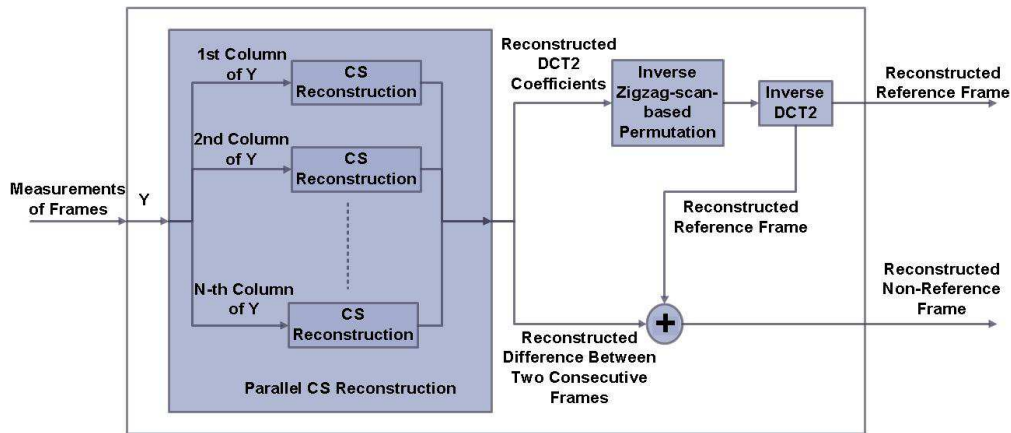 Measurements
of Frames
Y
1st Column
of Y
CS
Reconstruction
2nd Column
of Y
CS
Reconstruction
N-th Column
of Y
CS
Reconstruction
Parallel CS Reconstruction
Reconstructed
DCT2
Coefficients
Inverse
Zigzag-scan-
based
Permutation
Inverse
DCT2
Reconstructed
Reference Frame
Reconstructed
Reference Frame
+
Reconstructed
Difference Between
Two Consecutive
Frames
Reconstructed
Non-Reference
Frame